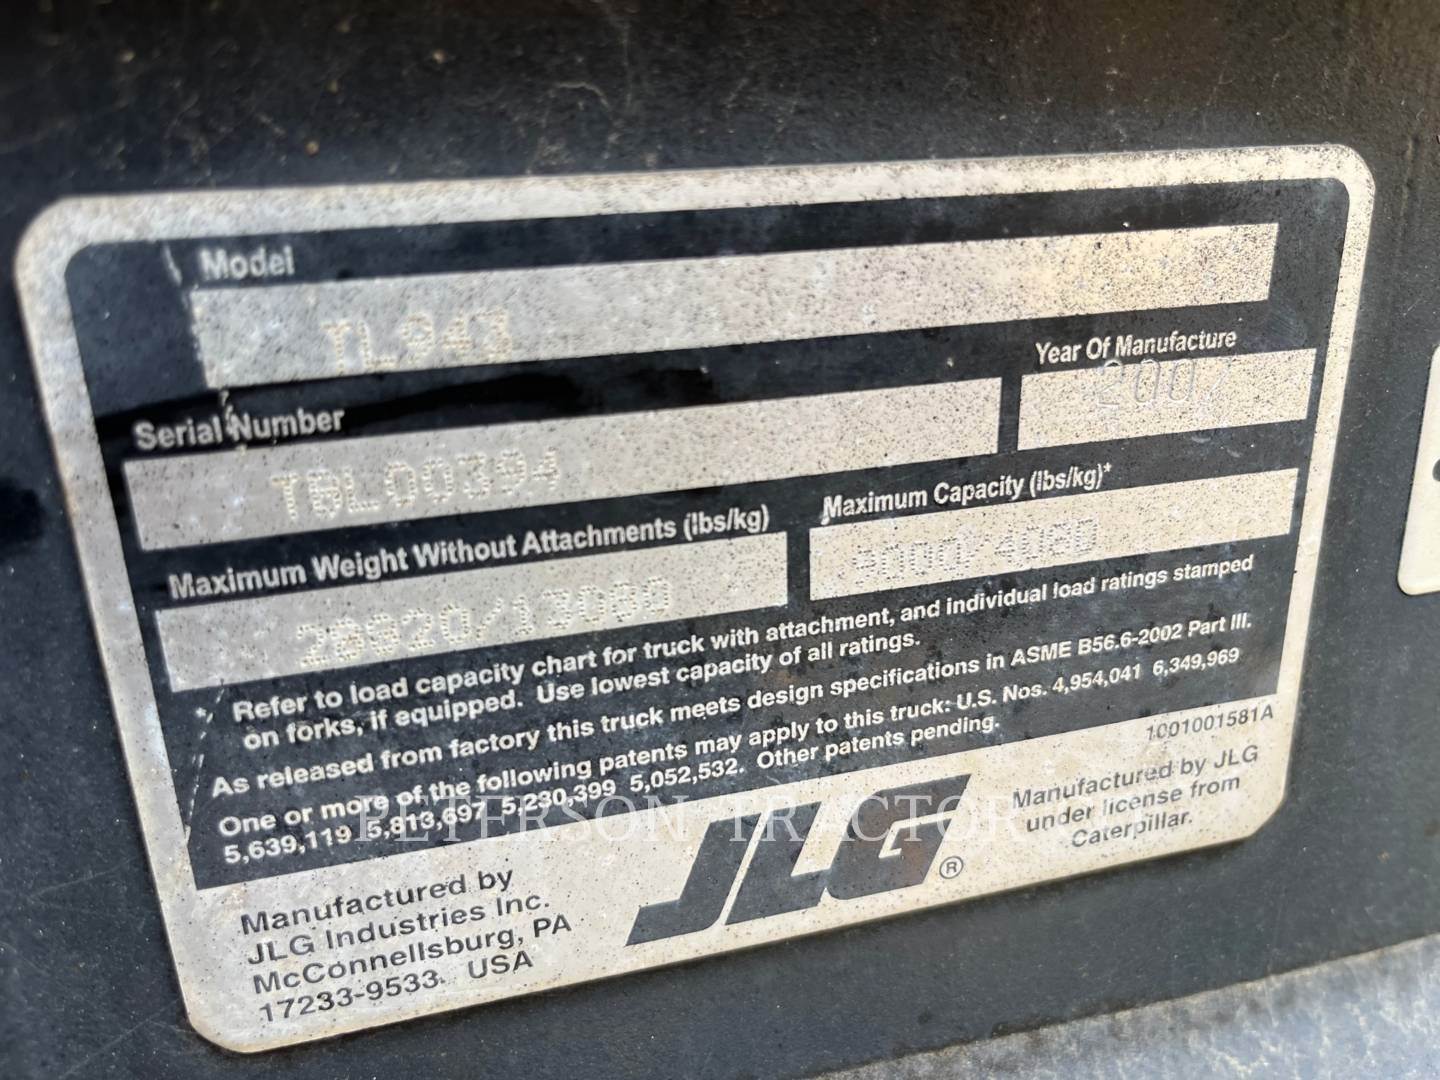 Model
TL943
Serial Number
TBL00394
Year Of Manufacture
2007
Maximum Weight Without Attachments (lbs/kg)
Maximum Capacity (lbs/kg)*
9000/4080
* Refer to load capacity chart for truck with attachment, and individual load ratings stamped
on forks, if equipped. Use lowest capacity of all ratings.
As released from factory this truck meets design specifications in ASME B56.6-2002 Part III.
One or more of the following patents may apply to this truck: U.S. Nos. 4,954,041 6,349,969
5,639,119 5,813,697 5,230,399 5,052,532. Other patents pending.
1001001581A
Manufactured by
JLG Industries Inc.
McConnellsburg, PA
17233-9533 USA
JLG®
Manufactured by JLG
under license from
Caterpillar.
PETERSON TRACTOR